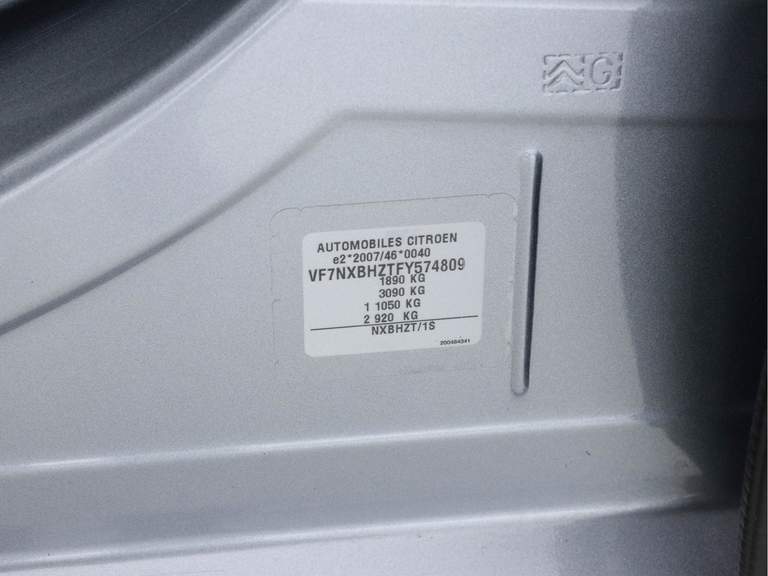 G
AUTOMOBILES CITROEN
e2*2007/46*0040
VF7NXBHZTFY574809
1890 KG
3090 KG
1 1050 KG
2 920 KG
NXBHZT/1S
200484341